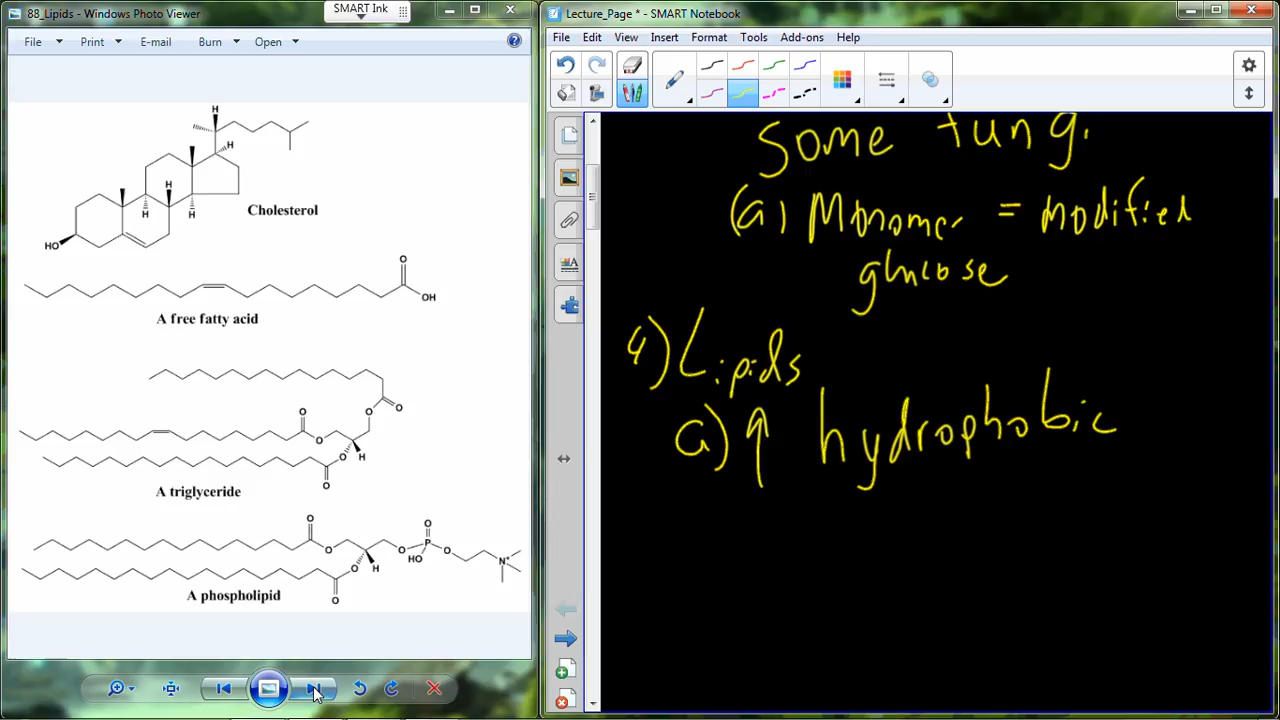 88_Lipids - Windows Photo Viewer
SMART Ink
File Print E-mail Burn Open
H
H
H
H H
HO
Cholesterol
O
OH
A free fatty acid
O O
O
O
O H
O
A triglyceride
O O
O O P O
HO N+
O H
O
A phospholipid
Lecture_Page * - SMART Notebook
File Edit View Insert Format Tools Add-ons Help
Some fungi
(a) Monomer = modified
glucose
4) Lipids
a) ↑ hydrophobic